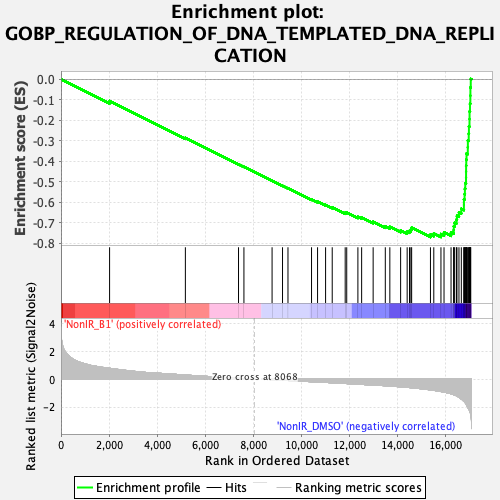 Enrichment plot:
GOBP_REGULATION_OF_DNA_TEMPLATED_DNA_REPLI
CATION
Enrichment score (ES)
0.0
-0.1
-0.2
-0.3
-0.4
-0.5
-0.6
-0.7
-0.8
'NonIR_B1' (positively correlated)
Ranked list metric (Signal2Noise)
4
2
0
-2
Zero cross at 8068
'NonIR_DMSO' (negatively correlated)
0
2,000
4,000
6,000
8,000
10,000
12,000
14,000
16,000
Rank in Ordered Dataset
Enrichment profile
Hits
Ranking metric scores